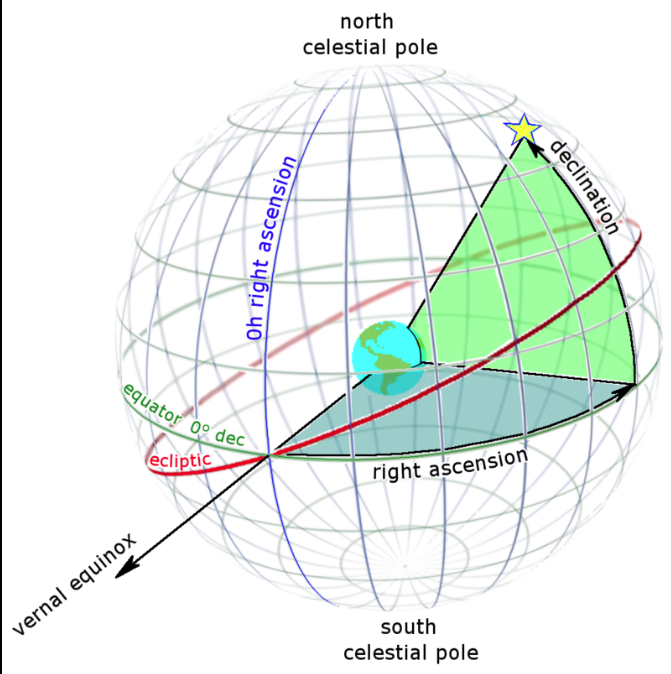 north
celestial pole
declination
0h right ascension
equator 0° dec
ecliptic
right ascension
vernal equinox
south
celestial pole